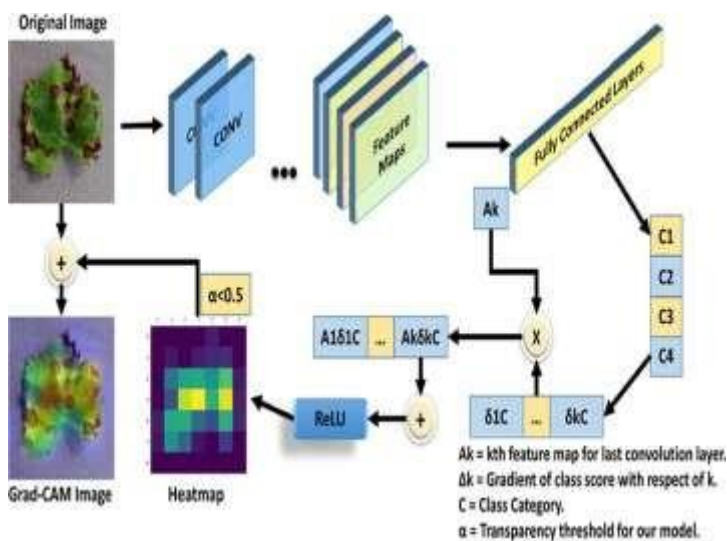 Original Image
CONV
CONV
Feature
Maps
Fully Connected Layers
Ak
C1
C2
C3
C4
+
α<0.5
A1δ1C ... AkδkC
X
δ1C ... δkC
ReLU
+
Grad-CAM Image
Heatmap
Ak = kth feature map for last convolution layer.
Δk = Gradient of class score with respect of k.
C = Class Category.
α = Transparency threshold for our model.